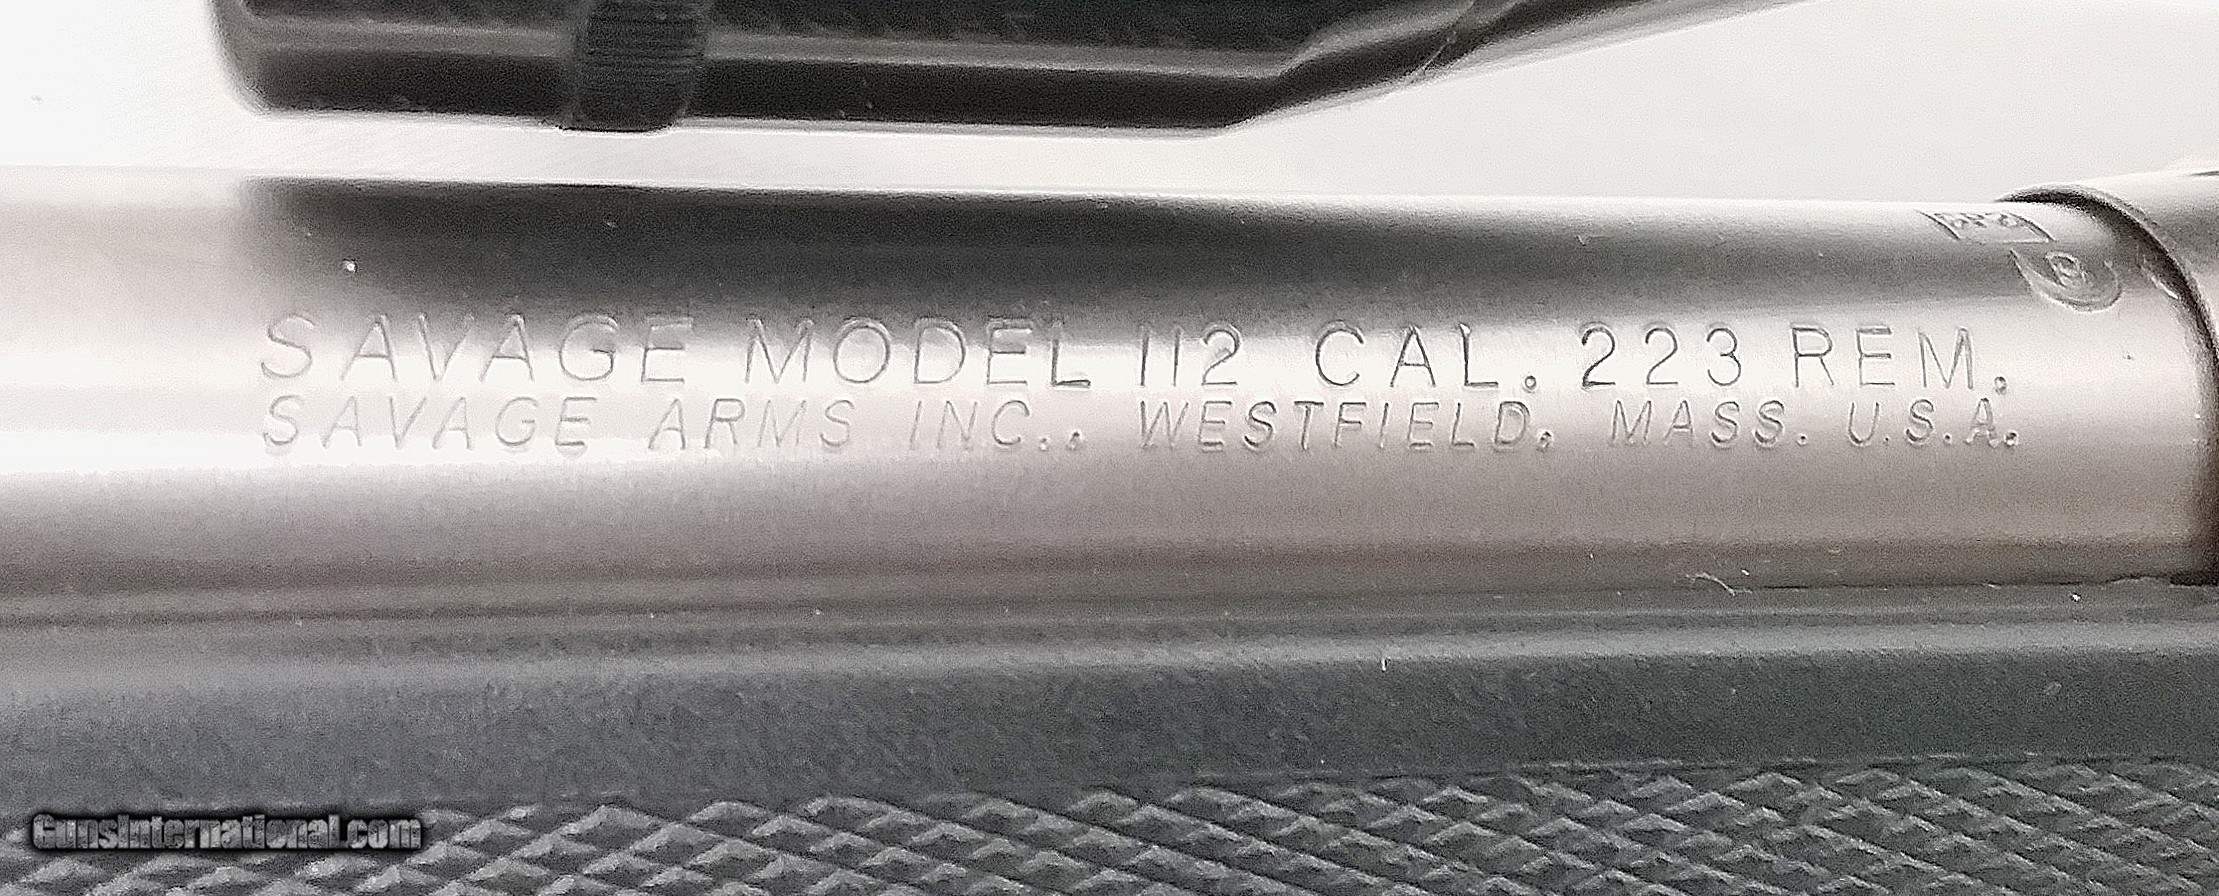 SAVAGE MODEL 112 CAL. 223 REM.
SAVAGE ARMS INC., WESTFIELD, MASS. U.S.A.
GunsInternational.com